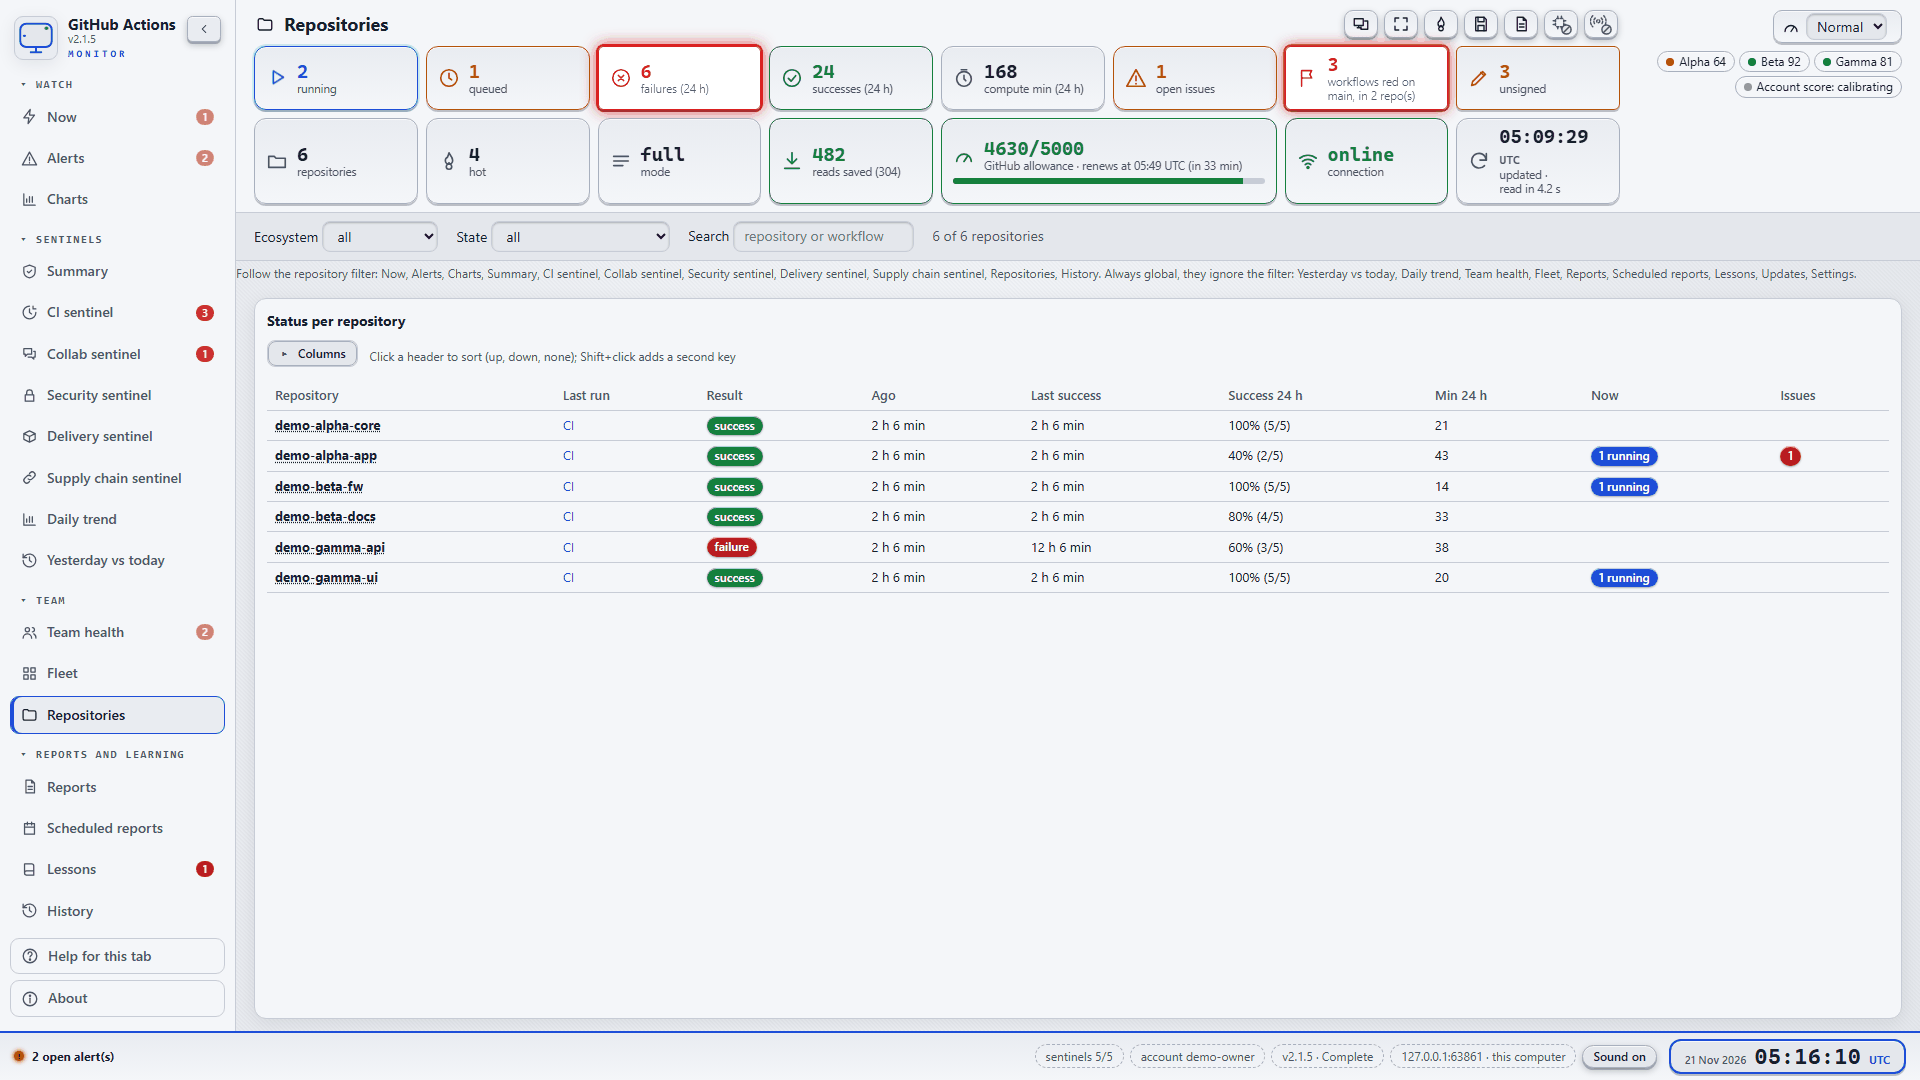 GitHub Actions
v2.1.5
MONITOR
WATCH
Now 1
Alerts 2
Charts
SENTINELS
Summary
CI sentinel 3
Collab sentinel 1
Security sentinel
Delivery sentinel
Supply chain sentinel
Daily trend
Yesterday vs today
TEAM
Team health 2
Fleet
Repositories
REPORTS AND LEARNING
Reports
Scheduled reports
Lessons 1
History
Help for this tab
About
Repositories
Normal
2
running
1
queued
6
failures (24 h)
24
successes (24 h)
168
compute min (24 h)
1
open issues
3
workflows red on
main, in 2 repo(s)
3
unsigned
Alpha 64 Beta 92 Gamma 81
Account score: calibrating
6
repositories
4
hot
full
mode
482
reads saved (304)
4630/5000
GitHub allowance · renews at 05:49 UTC (in 33 min)
online
connection
05:09:29
UTC
updated ·
read in 4.2 s
Ecosystem all State all Search repository or workflow 6 of 6 repositories
Follow the repository filter: Now, Alerts, Charts, Summary, CI sentinel, Collab sentinel, Security sentinel, Delivery sentinel, Supply chain sentinel, Repositories, History. Always global, they ignore the filter: Yesterday vs today, Daily trend, Team health, Fleet, Reports, Scheduled reports, Lessons, Updates, Settings.
Status per repository
Columns Click a header to sort (up, down, none); Shift+click adds a second key
Repository Last run Result Ago Last success Success 24 h Min 24 h Now Issues
demo-alpha-core CI success 2 h 6 min 2 h 6 min 100% (5/5) 21
demo-alpha-app CI success 2 h 6 min 2 h 6 min 40% (2/5) 43 1 running 1
demo-beta-fw CI success 2 h 6 min 2 h 6 min 100% (5/5) 14 1 running
demo-beta-docs CI success 2 h 6 min 2 h 6 min 80% (4/5) 33
demo-gamma-api CI failure 2 h 6 min 12 h 6 min 60% (3/5) 38
demo-gamma-ui CI success 2 h 6 min 2 h 6 min 100% (5/5) 20 1 running
2 open alert(s)
sentinels 5/5 account demo-owner v2.1.5 · Complete 127.0.0.1:63861 · this computer Sound on 21 Nov 2026 05:16:10 UTC